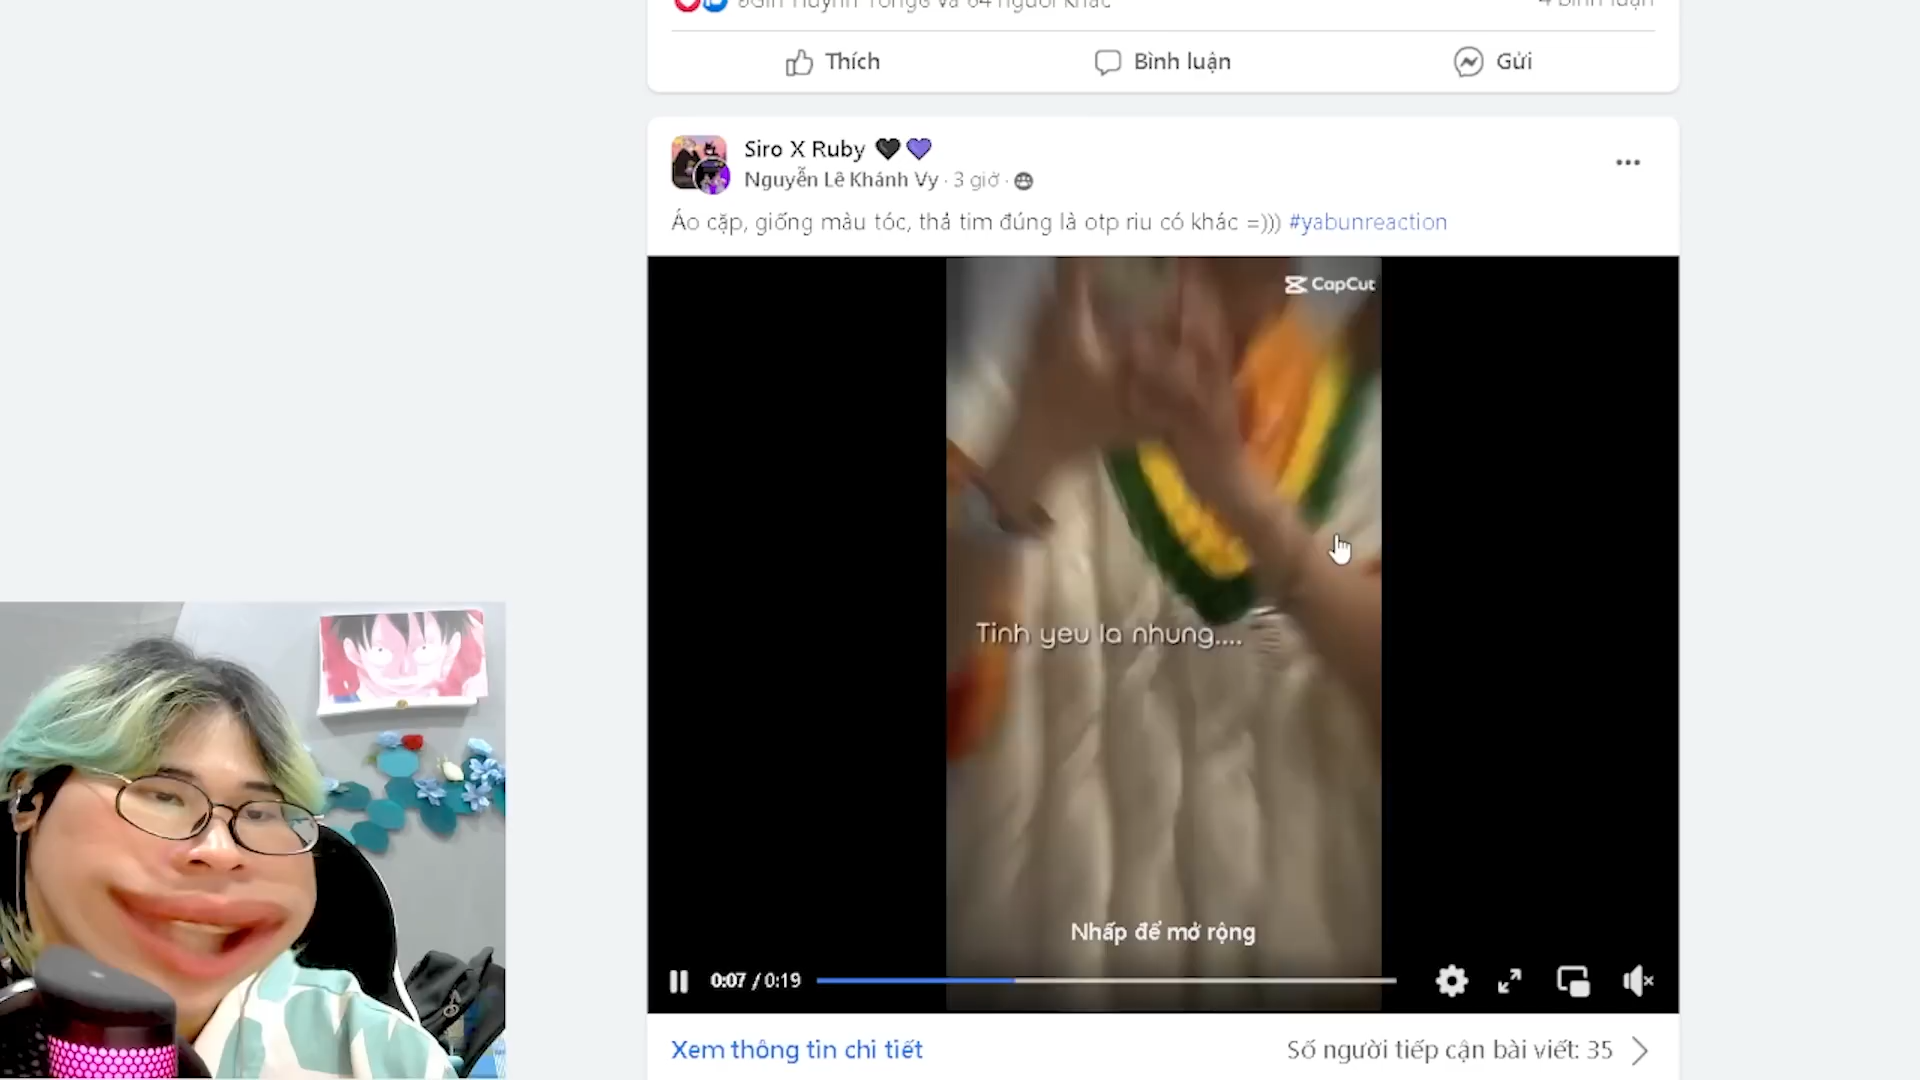 Thích
Bình luận
Gửi
Siro X Ruby
Nguyễn Lê Khánh Vy · 3 giờ ·
Áo cặp, giống màu tóc, thả tim đúng là otp riu có khác =))) #yabunreaction
CapCut
Tinh yeu la nhung....
Nhấp để mở rộng
0:07 / 0:19
Xem thông tin chi tiết
Số người tiếp cận bài viết: 35